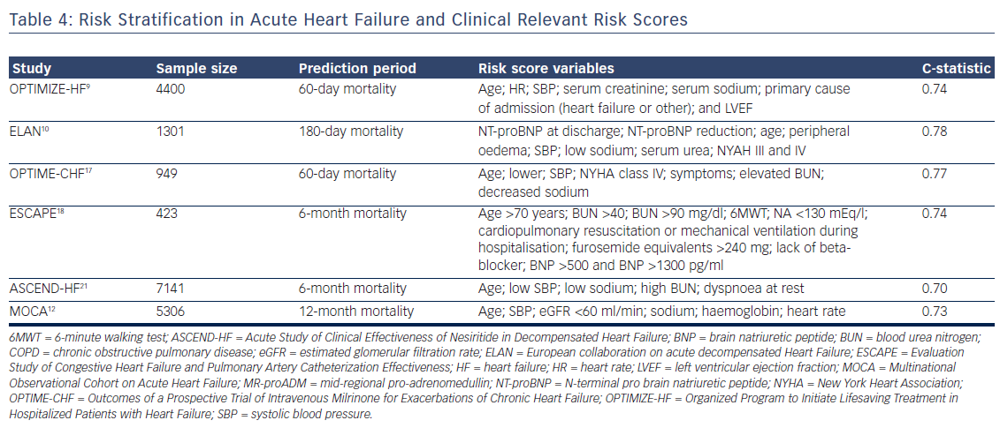 Table 4: Risk Stratification in Acute Heart Failure and Clinical Relevant Risk Scores
Study Sample size Prediction period Risk score variables C-statistic
OPTIMIZE-HF⁹ 4400 60-day mortality Age; HR; SBP; serum creatinine; serum sodium; primary cause 0.74
of admission (heart failure or other); and LVEF
ELAN¹⁰ 1301 180-day mortality NT-proBNP at discharge; NT-proBNP reduction; age; peripheral 0.78
oedema; SBP; low sodium; serum urea; NYAH III and IV
OPTIME-CHF¹⁷ 949 60-day mortality Age; lower; SBP; NYHA class IV; symptoms; elevated BUN; 0.77
decreased sodium
ESCAPE¹⁸ 423 6-month mortality Age >70 years; BUN >40; BUN >90 mg/dl; 6MWT; NA <130 mEq/l; 0.74
cardiopulmonary resuscitation or mechanical ventilation during
hospitalisation; furosemide equivalents >240 mg; lack of beta-
blocker; BNP >500 and BNP >1300 pg/ml
ASCEND-HF²¹ 7141 6-month mortality Age; low SBP; low sodium; high BUN; dyspnoea at rest 0.70
MOCA¹² 5306 12-month mortality Age; SBP; eGFR <60 ml/min; sodium; haemoglobin; heart rate 0.73
6MWT = 6-minute walking test; ASCEND-HF = Acute Study of Clinical Effectiveness of Nesiritide in Decompensated Heart Failure; BNP = brain natriuretic peptide; BUN = blood urea nitrogen;
COPD = chronic obstructive pulmonary disease; eGFR = estimated glomerular filtration rate; ELAN = European collaboration on acute decompensated Heart Failure; ESCAPE = Evaluation
Study of Congestive Heart Failure and Pulmonary Artery Catheterization Effectiveness; HF = heart failure; HR = heart rate; LVEF = left ventricular ejection fraction; MOCA = Multinational
Observational Cohort on Acute Heart Failure; MR-proADM = mid-regional pro-adrenomedullin; NT-proBNP = N-terminal pro brain natriuretic peptide; NYHA = New York Heart Association;
OPTIME-CHF = Outcomes of a Prospective Trial of Intravenous Milrinone for Exacerbations of Chronic Heart Failure; OPTIMIZE-HF = Organized Program to Initiate Lifesaving Treatment in
Hospitalized Patients with Heart Failure; SBP = systolic blood pressure.